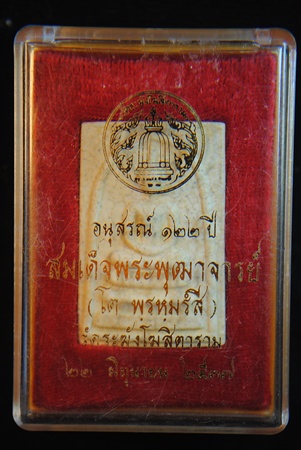 อนุสรณ์ ๑๒๒ ปี
สมเด็จพระพุฒาจารย์
( โต พฺรหฺมรํสี )
วัดระฆังโฆสิตาราม
๒๒ มิถุนายน ๒๕๓๗